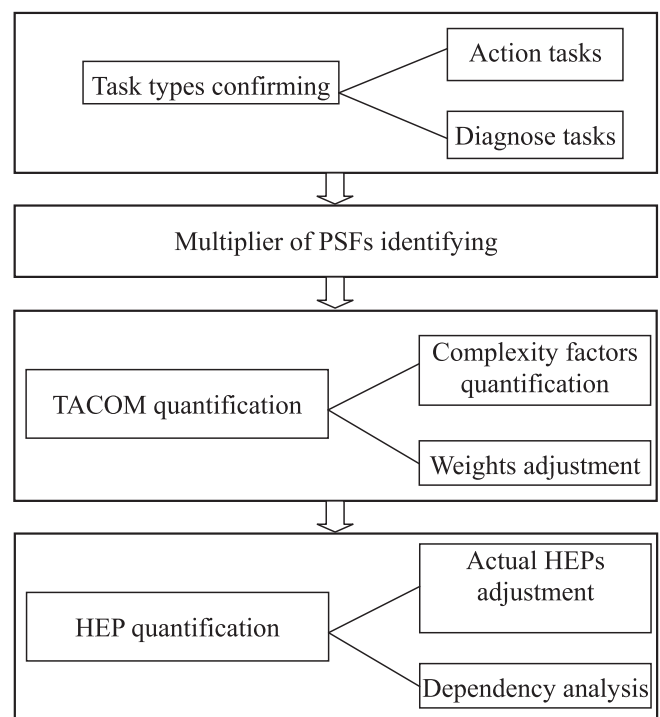 Task types confirming
Action tasks
Diagnose tasks
Multiplier of PSFs identifying
TACOM quantification
Complexity factors
quantification
Weights adjustment
HEP quantification
Actual HEPs
adjustment
Dependency analysis